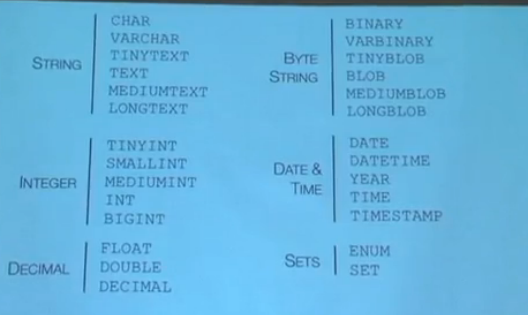 STRING
CHAR
VARCHAR
TINYTEXT
TEXT
MEDIUMTEXT
LONGTEXT
BYTE
STRING
BINARY
VARBINARY
TINYBLOB
BLOB
MEDIUMBLOB
LONGBLOB
INTEGER
TINYINT
SMALLINT
MEDIUMINT
INT
BIGINT
DATE &
TIME
DATE
DATETIME
YEAR
TIME
TIMESTAMP
DECIMAL
FLOAT
DOUBLE
DECIMAL
SETS
ENUM
SET